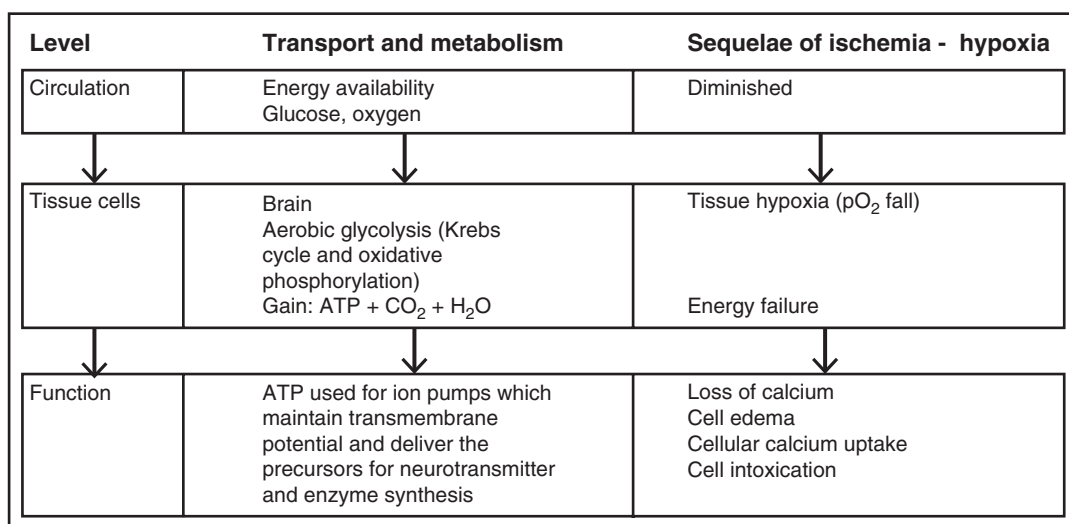 Level Transport and metabolism Sequelae of ischemia - hypoxia
Circulation Energy availability Diminished
Glucose, oxygen
Tissue cells Brain Tissue hypoxia (pO₂ fall)
Aerobic glycolysis (Krebs
cycle and oxidative
phosphorylation)
Gain: ATP + CO₂ + H₂O Energy failure
Function ATP used for ion pumps which Loss of calcium
maintain transmembrane Cell edema
potential and deliver the Cellular calcium uptake
precursors for neurotransmitter Cell intoxication
and enzyme synthesis